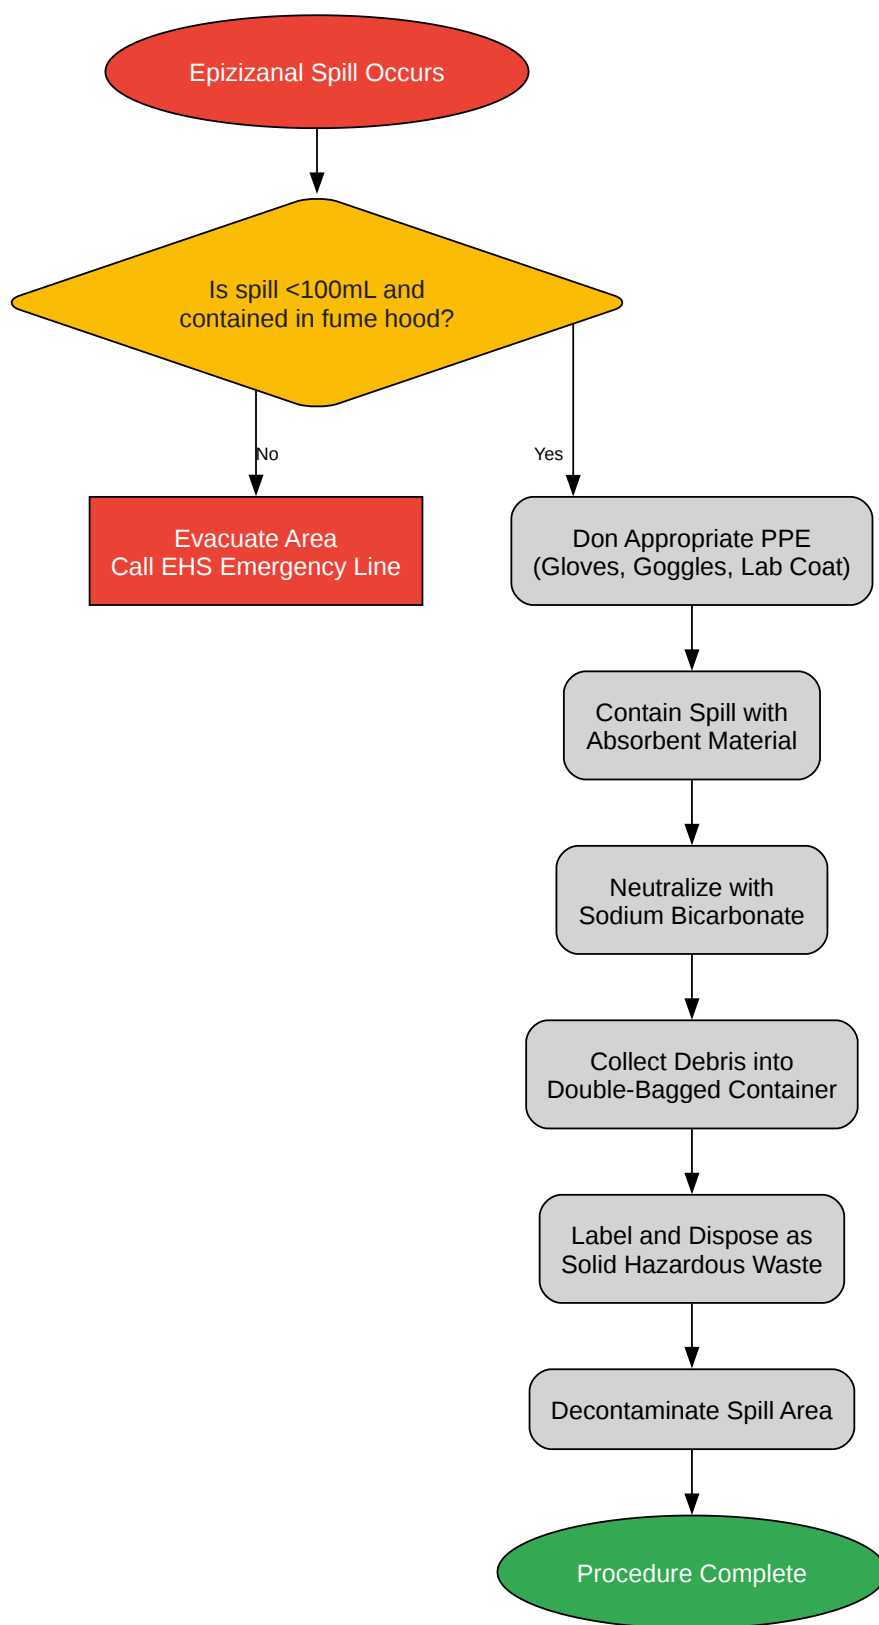 Epizizanal Spill Occurs
Is spill <100mL and
contained in fume hood?
No
Yes
Evacuate Area
Call EHS Emergency Line
Don Appropriate PPE
(Gloves, Goggles, Lab Coat)
Contain Spill with
Absorbent Material
Neutralize with
Sodium Bicarbonate
Collect Debris into
Double-Bagged Container
Label and Dispose as
Solid Hazardous Waste
Decontaminate Spill Area
Procedure Complete